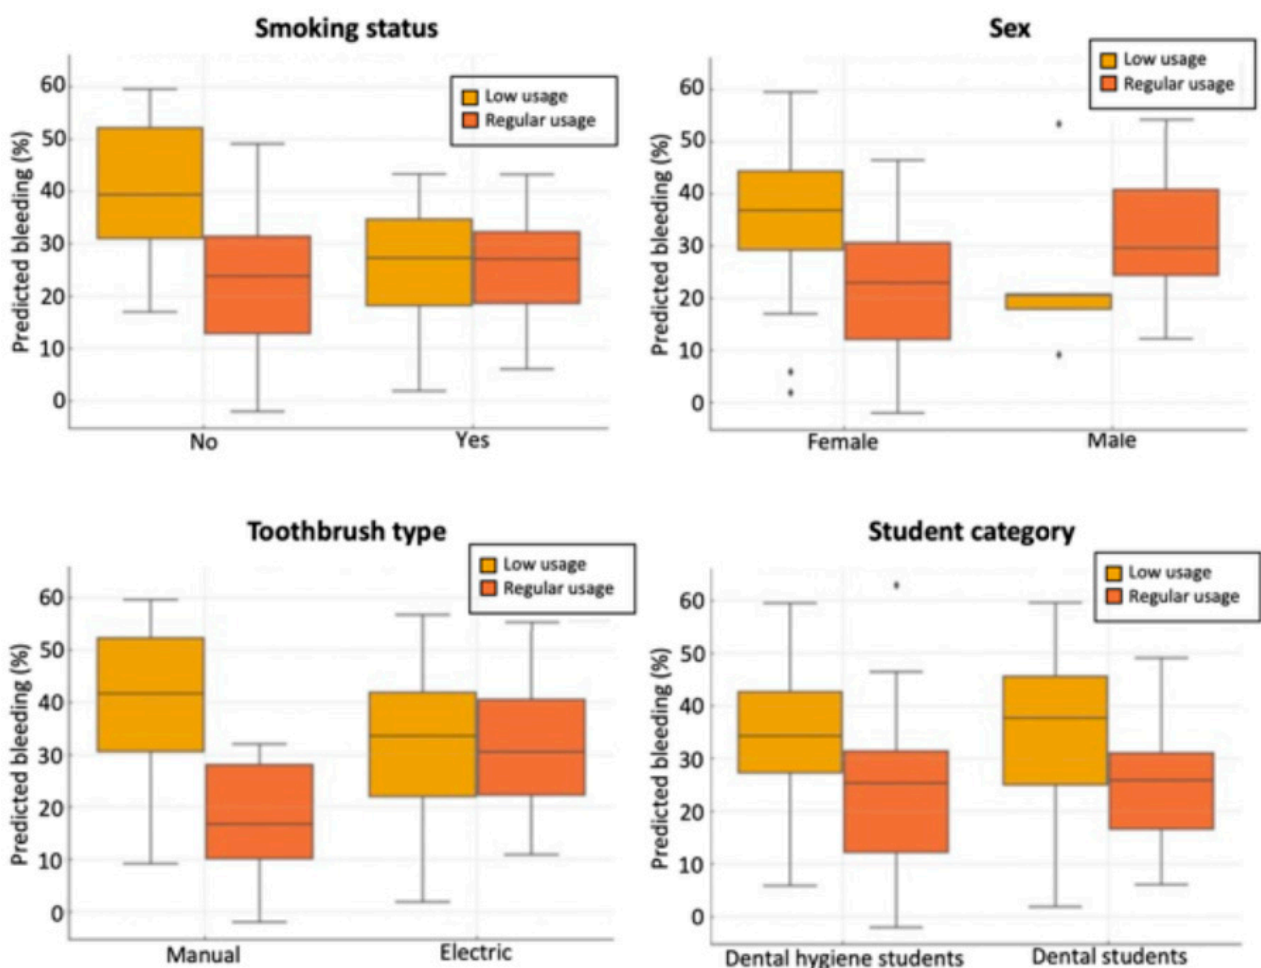 Smoking status
Low usage
Regular usage
Predicted bleeding (%)
60
50
40
30
20
10
0
No Yes
Sex
Low usage
Regular usage
Predicted bleeding (%)
60
50
40
30
20
10
0
Female Male
Toothbrush type
Low usage
Regular usage
Predicted bleeding (%)
60
50
40
30
20
10
0
Manual Electric
Student category
Low usage
Regular usage
Predicted bleeding (%)
60
50
40
30
20
10
0
Dental hygiene students Dental students